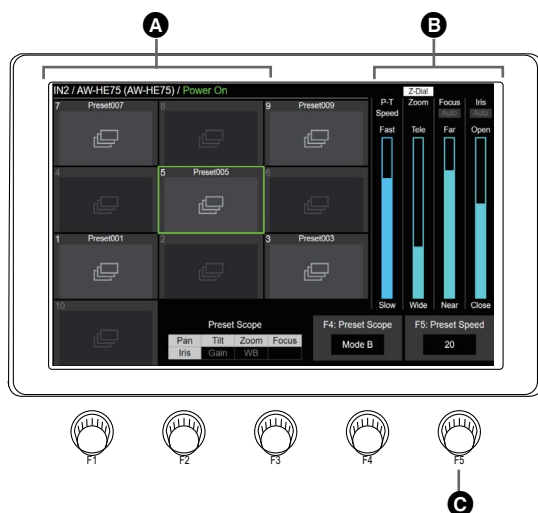 A
B
IN2 / AW-HE75 (AW-HE75) / Power On
Z-Dial
7 Preset007
8
9 Preset009
P-T Speed
Zoom
Focus
Iris
Auto
Auto
Fast
Tele
Far
Open
4
5 Preset005
6
1 Preset001
2
3 Preset003
Slow
Wide
Near
Close
10
Preset Scope
Pan Tilt Zoom Focus
Iris Gain WB
F4: Preset Scope
Mode B
F5: Preset Speed
20
F1
F2
F3
F4
F5
C